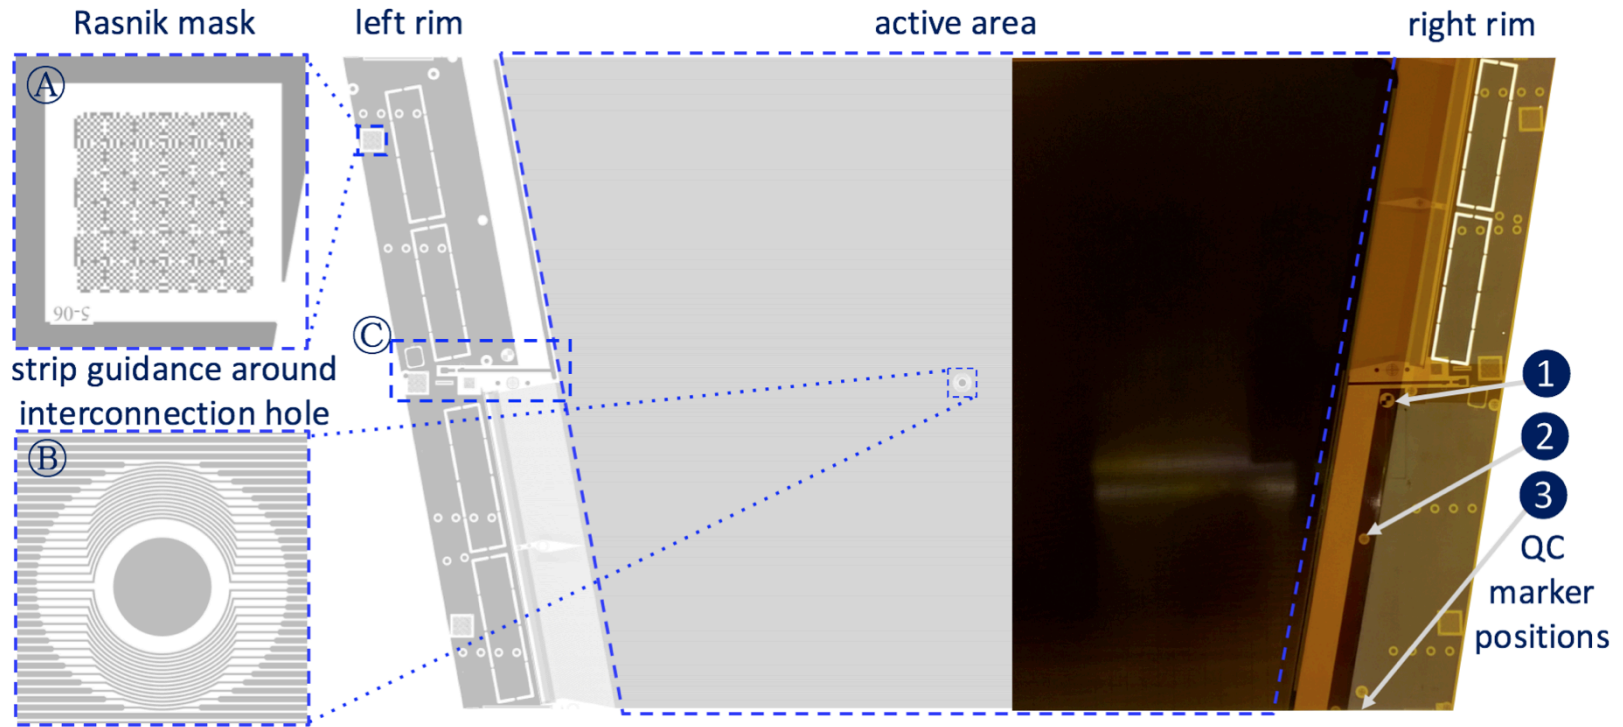 Rasnik mask
left rim
active area
right rim
A
5-06
C
strip guidance around
interconnection hole
B
1
2
3
QC
marker
positions